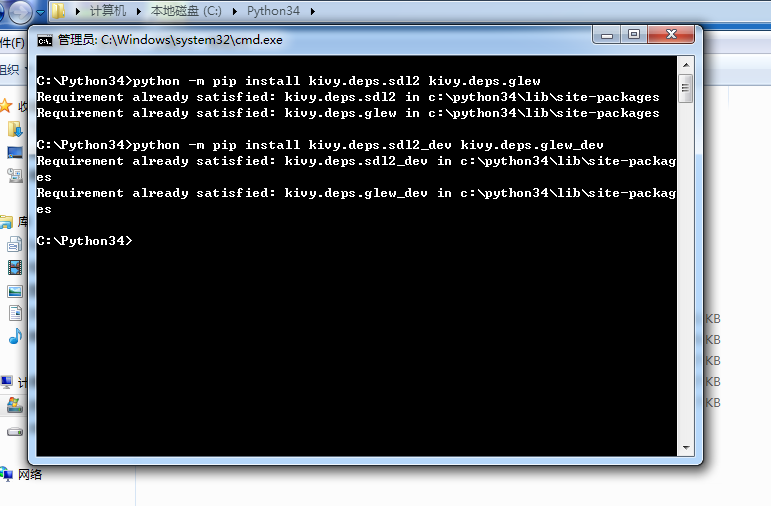 计算机 本地磁盘 (C:) Python34
管理员: C:\Windows\system32\cmd.exe
件(F)
组织
C:\Python34>python -m pip install kivy.deps.sdl2 kivy.deps.glew
Requirement already satisfied: kivy.deps.sdl2 in c:\python34\lib\site-packages
Requirement already satisfied: kivy.deps.glew in c:\python34\lib\site-packages
C:\Python34>python -m pip install kivy.deps.sdl2_dev kivy.deps.glew_dev
Requirement already satisfied: kivy.deps.sdl2_dev in c:\python34\lib\site-packag
es
Requirement already satisfied: kivy.deps.glew_dev in c:\python34\lib\site-packag
es
C:\Python34>
收
库
计
网络
KB
KB
KB
KB
KB